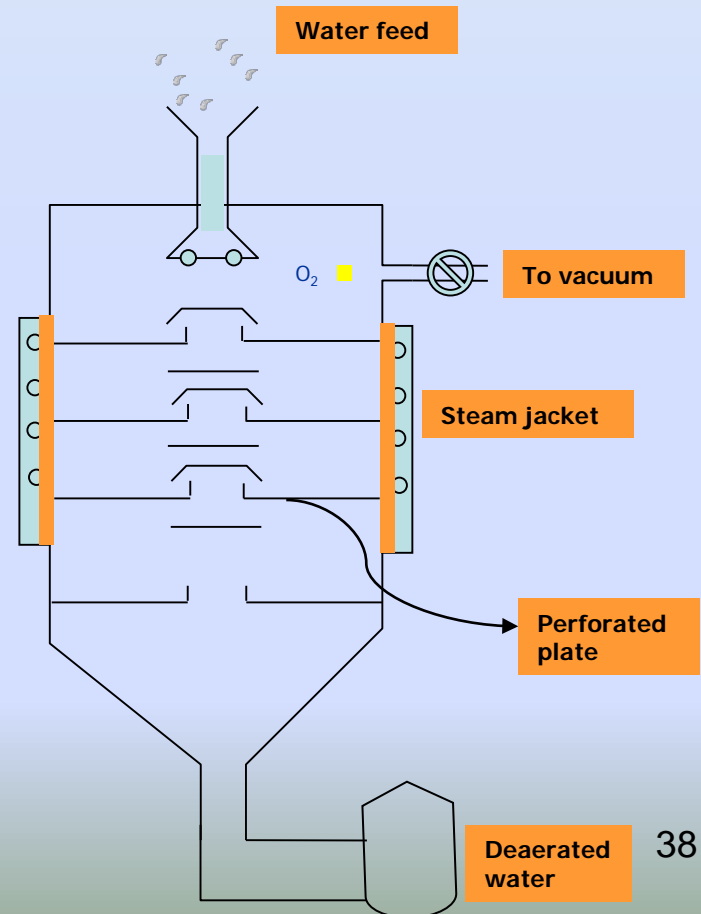 Water feed
O₂
To vacuum
Steam jacket
Perforated
plate
Deaerated
water
38